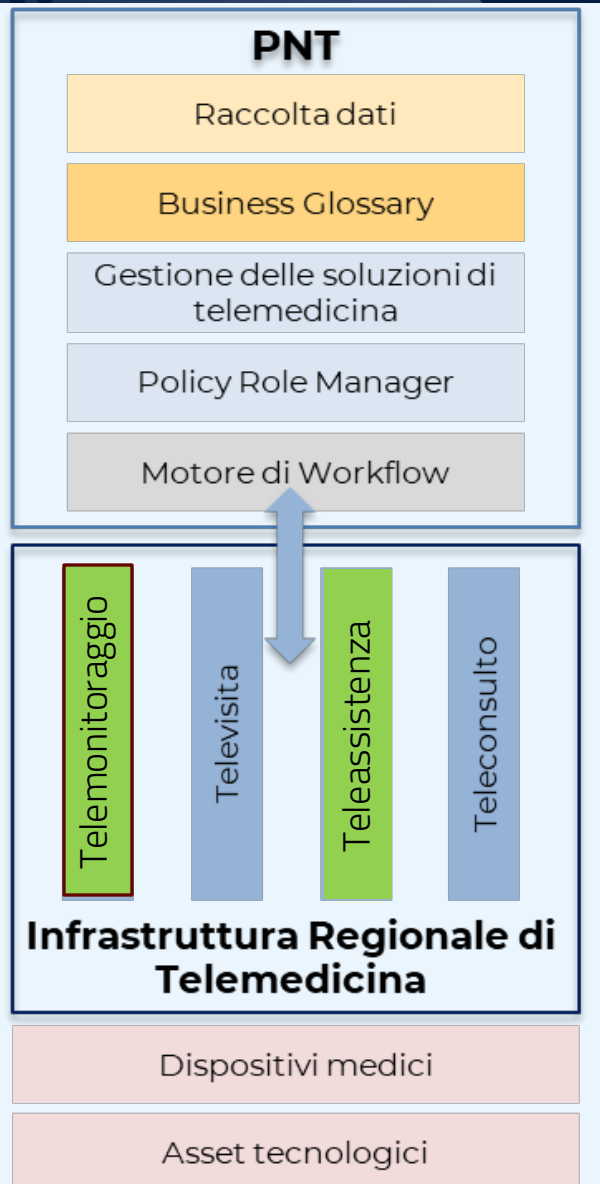 PNT
Raccolta dati
Business Glossary
Gestione delle soluzioni di
telemedicina
Policy Role Manager
Motore di Workflow
Telemonitoraggio
Televisita
Teleassistenza
Teleconsulto
Infrastruttura Regionale di
Telemedicina
Dispositivi medici
Asset tecnologici